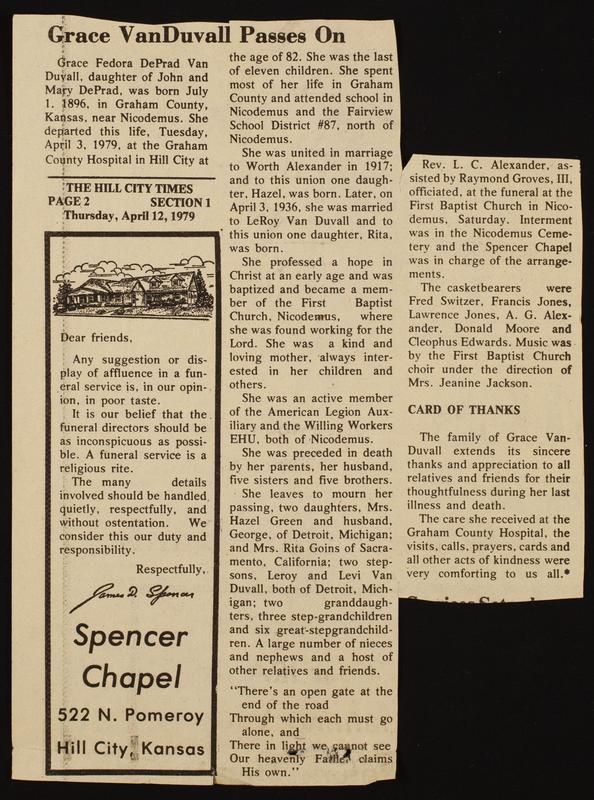 Grace VanDuvall Passes On
Grace Fedora DePrad Van
Duvall, daughter of John and
Mary DePrad, was born July
1, 1896, in Graham County,
Kansas, near Nicodemus. She
departed this life, Tuesday,
April 3, 1979, at the Graham
County Hospital in Hill City at
the age of 82. She was the last
of eleven children. She spent
most of her life in Graham
County and attended school in
Nicodemus and the Fairview
School District #87, north of
Nicodemus.
She was united in marriage
to Worth Alexander in 1917;
and to this union one daugh-
ter, Hazel, was born. Later, on
April 3, 1936, she was married
to LeRoy Van Duvall and to
this union one daughter, Rita,
was born.
She professed a hope in
Christ at an early age and was
baptized and became a mem-
ber of the First Baptist
Church, Nicodemus, where
she was found working for the
Lord. She was a kind and
loving mother, always inter-
ested in her children and
others.
She was an active member
of the American Legion Aux-
iliary and the Willing Workers
EHU, both of Nicodemus.
She was preceded in death
by her parents, her husband,
five sisters and five brothers.
She leaves to mourn her
passing, two daughters, Mrs.
Hazel Green and husband,
George, of Detroit, Michigan;
and Mrs. Rita Goins of Sacra-
mento, California; two step-
sons, Leroy and Levi Van
Duvall, both of Detroit, Mich-
igan; two granddaugh-
ters, three step-grandchildren
and six great-stepgrandchild-
ren. A large number of nieces
and nephews and a host of
other relatives and friends.
"There's an open gate at the
end of the road
Through which each must go
alone, and
There in light we cannot see
Our heavenly Father claims
His own."
Rev. L. C. Alexander, as-
sisted by Raymond Groves, III,
officiated, at the funeral at the
First Baptist Church in Nico-
demus, Saturday. Interment
was in the Nicodemus Ceme-
tery and the Spencer Chapel
was in charge of the arrange-
ments.
The casketbearers were
Fred Switzer, Francis Jones,
Lawrence Jones, A. G. Alex-
ander, Donald Moore and
Cleophus Edwards. Music was
by the First Baptist Church
choir under the direction of
Mrs. Jeanine Jackson.
CARD OF THANKS
The family of Grace Van-
Duvall extends its sincere
thanks and appreciation to all
relatives and friends for their
thoughtfulness during her last
illness and death.
The care she received at the
Graham County Hospital, the
visits, calls, prayers, cards and
all other acts of kindness were
very comforting to us all.*
THE HILL CITY TIMES
PAGE 2 SECTION 1
Thursday, April 12, 1979
Dear friends,
Any suggestion or dis-
play of affluence in a fun-
eral service is, in our opin-
ion, in poor taste.
It is our belief that the
funeral directors should be
as inconspicuous as possi-
ble. A funeral service is a
religious rite.
The many details
involved should be handled
quietly, respectfully, and
without ostentation. We
consider this our duty and
responsibility.
Respectfully,
James D. Spencer
Spencer
Chapel
522 N. Pomeroy
Hill City, Kansas